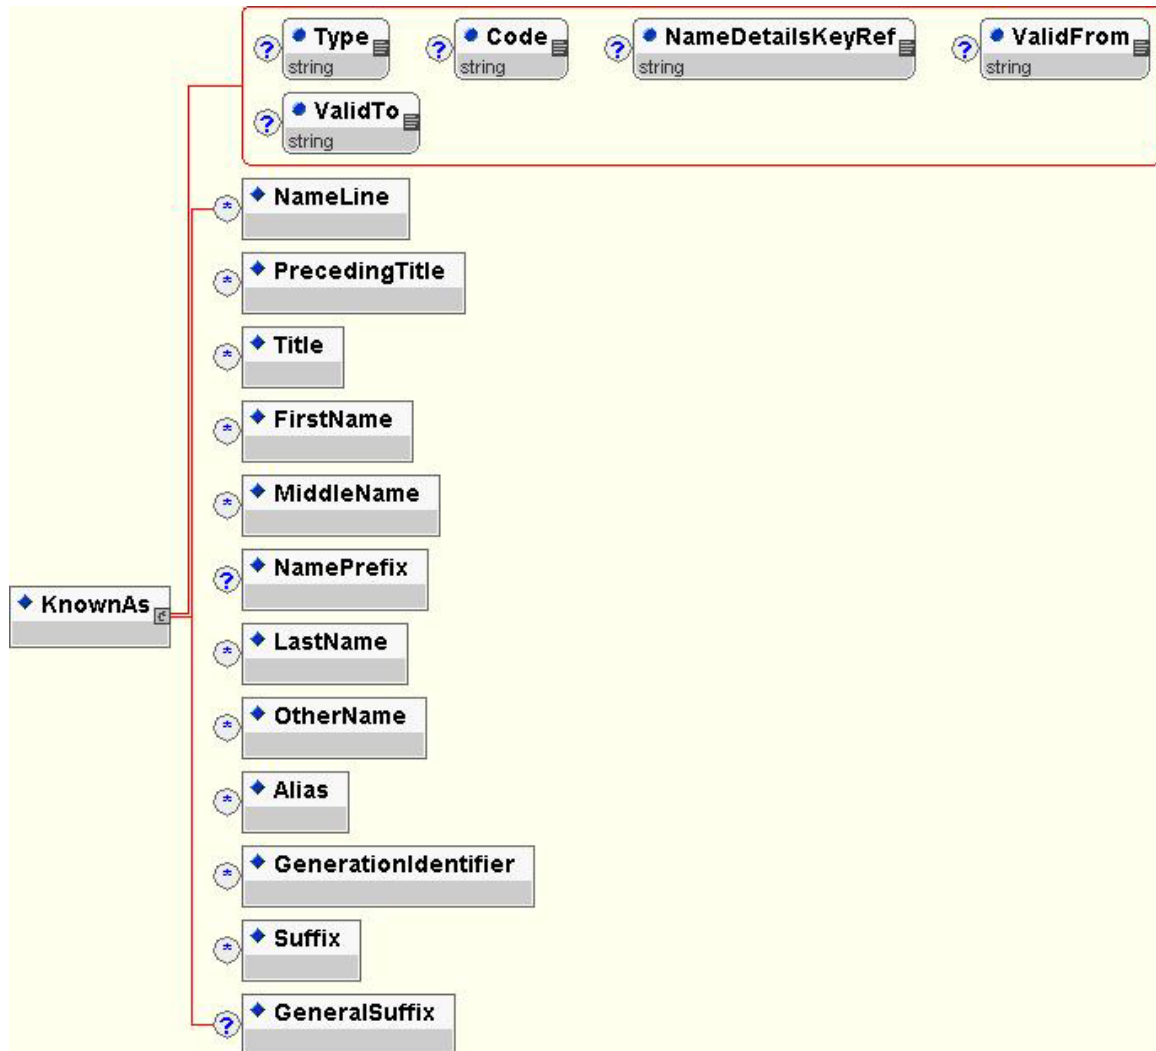 ? Type ? Code ? NameDetailsKeyRef ? ValidFrom
string string string string
? ValidTo
string
* NameLine
* PrecedingTitle
* Title
* FirstName
* MiddleName
? NamePrefix
KnownAs
* LastName
* OtherName
* Alias
* GenerationIdentifier
* Suffix
? GeneralSuffix